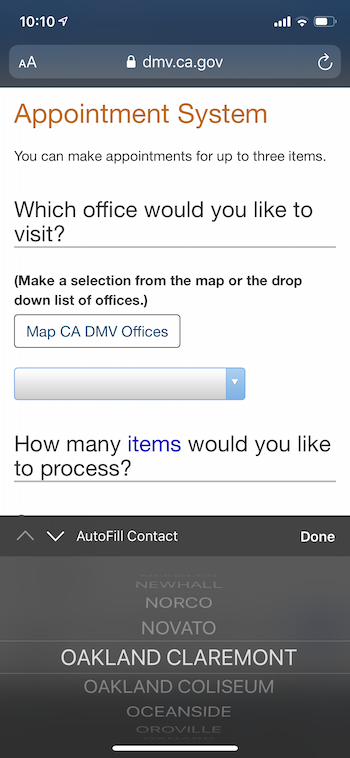 10:10
AA
dmv.ca.gov
Appointment System
You can make appointments for up to three items.
Which office would you like to
visit?
(Make a selection from the map or the drop
down list of offices.)
Map CA DMV Offices
How many items would you like
to process?
AutoFill Contact
Done
NEWHALL
NORCO
NOVATO
OAKLAND CLAREMONT
OAKLAND COLISEUM
OCEANSIDE
OROVILLE